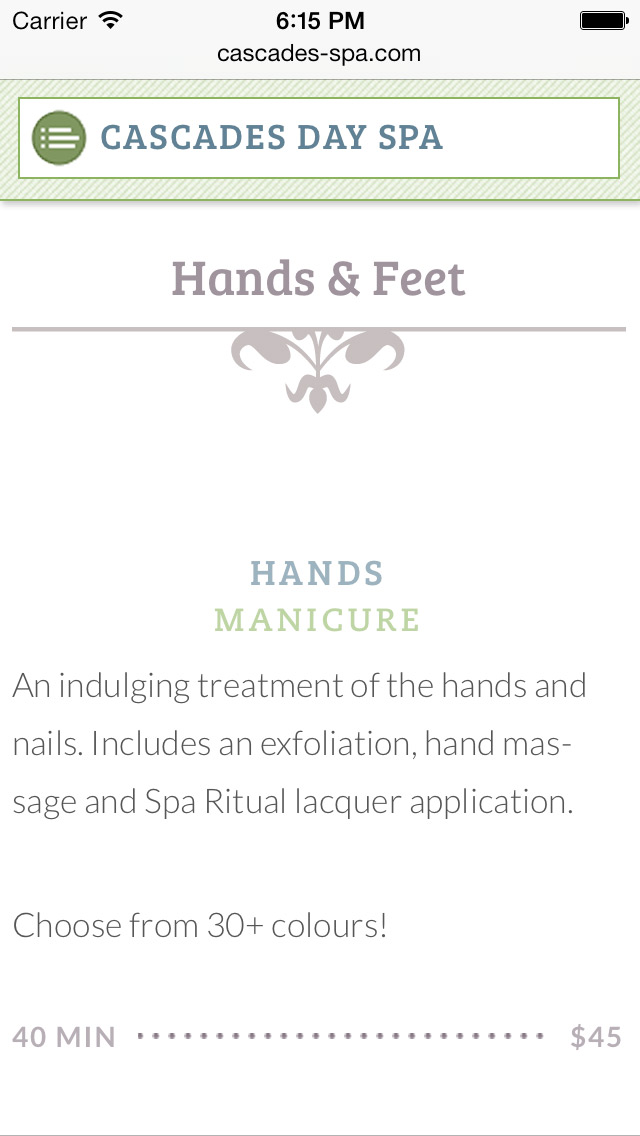 Carrier 6:15 PM
cascades-spa.com
CASCADES DAY SPA
Hands & Feet
HANDS
MANICURE
An indulging treatment of the hands and
nails. Includes an exfoliation, hand mas-
sage and Spa Ritual lacquer application.
Choose from 30+ colours!
40 MIN $45